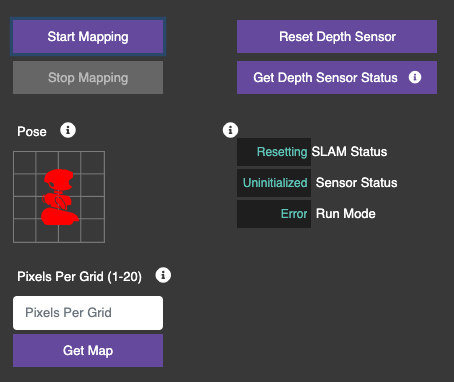 Start Mapping
Reset Depth Sensor
Stop Mapping
Get Depth Sensor Status
Pose
Resetting SLAM Status
Uninitialized Sensor Status
Error Run Mode
Pixels Per Grid (1-20)
Pixels Per Grid
Get Map